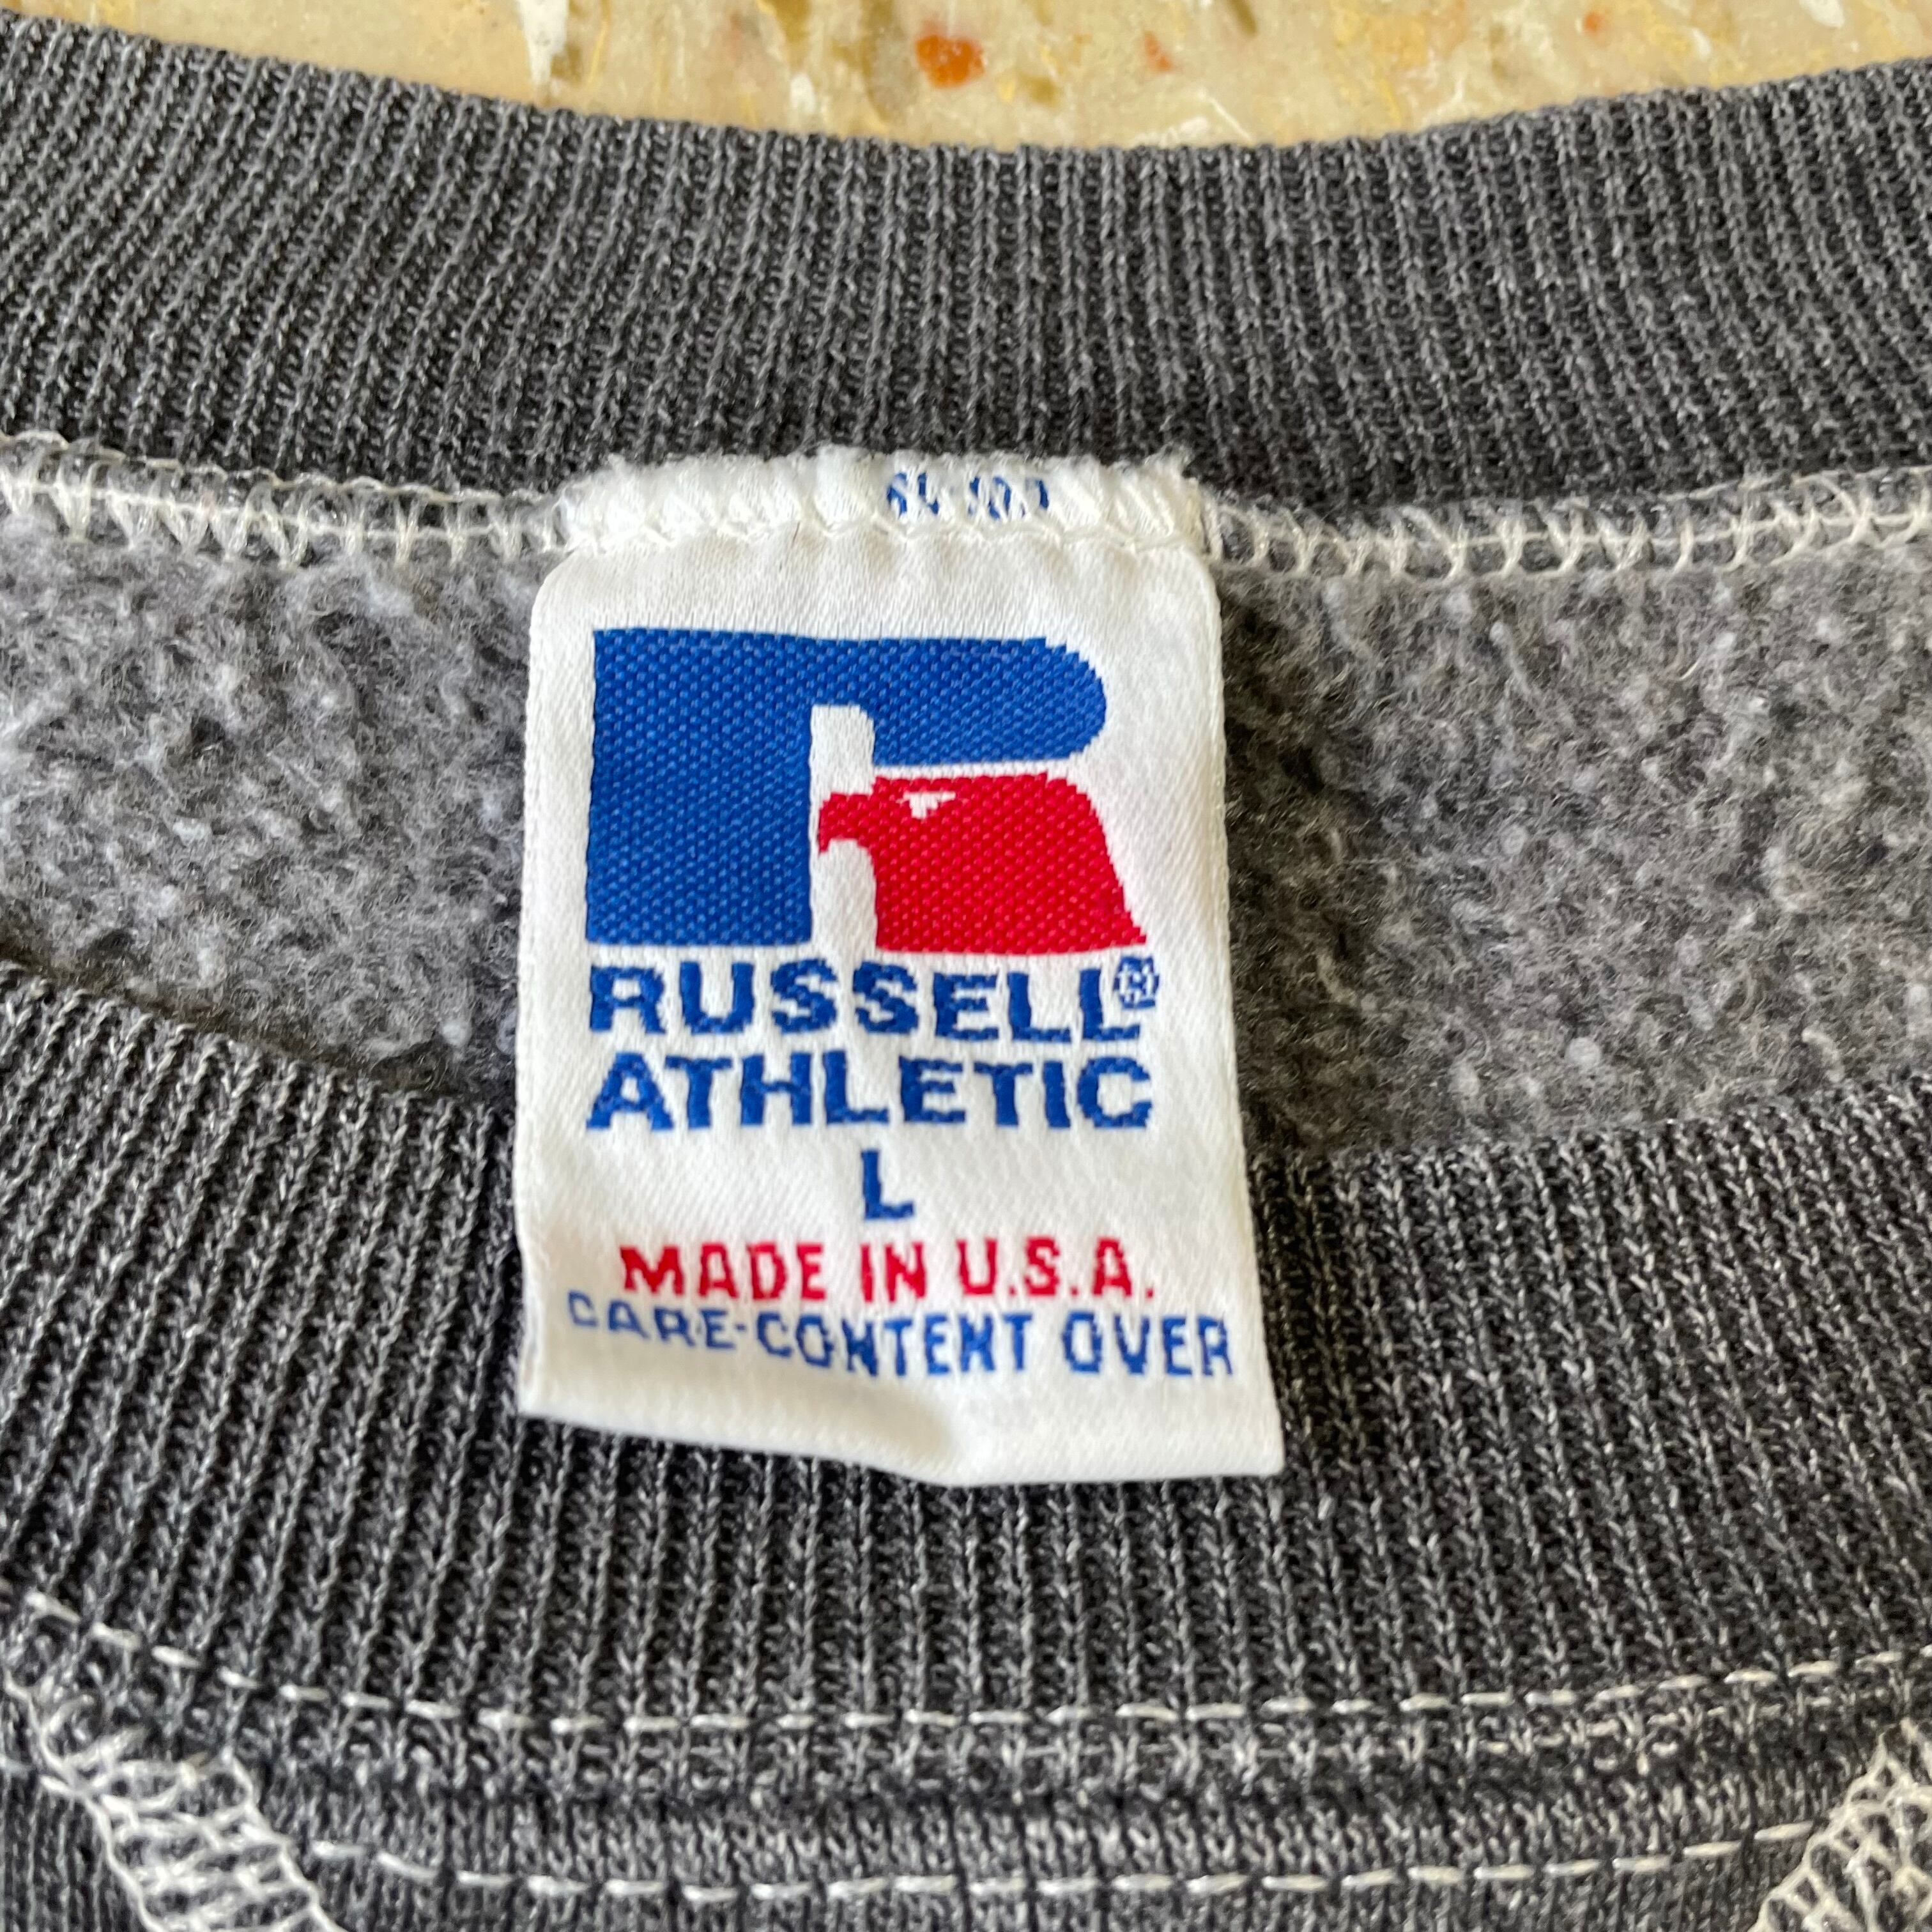 RUSSELL®
ATHLETIC
L
MADE IN U.S.A.
CARE-CONTENT OVER